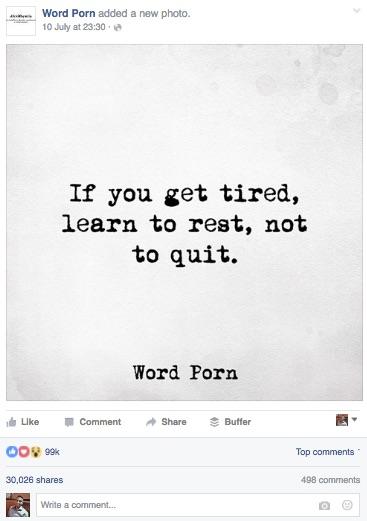 Word Porn added a new photo.
10 July at 23:30 ·
If you get tired,
learn to rest, not
to quit.
Word Porn
Like Comment Share Buffer
99k Top comments
30,026 shares 498 comments
Write a comment...